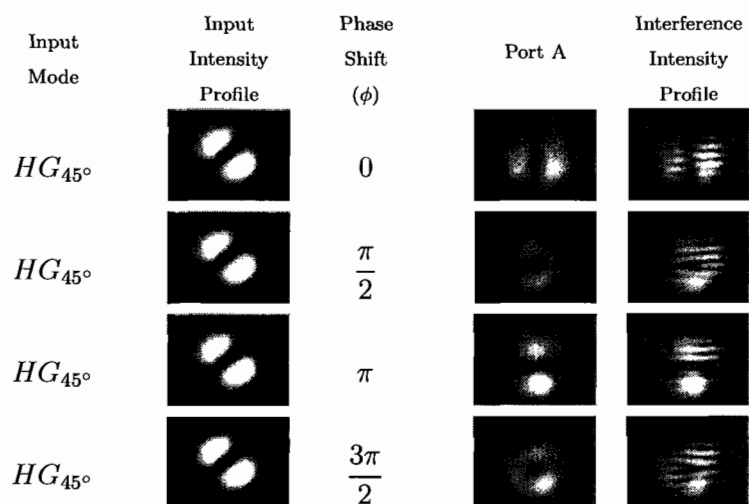 Input Mode
Input Intensity Profile
Phase Shift (ϕ)
Port A
Interference Intensity Profile
HG₄₅° 0
HG₄₅° π/2
HG₄₅° π
HG₄₅° 3π/2